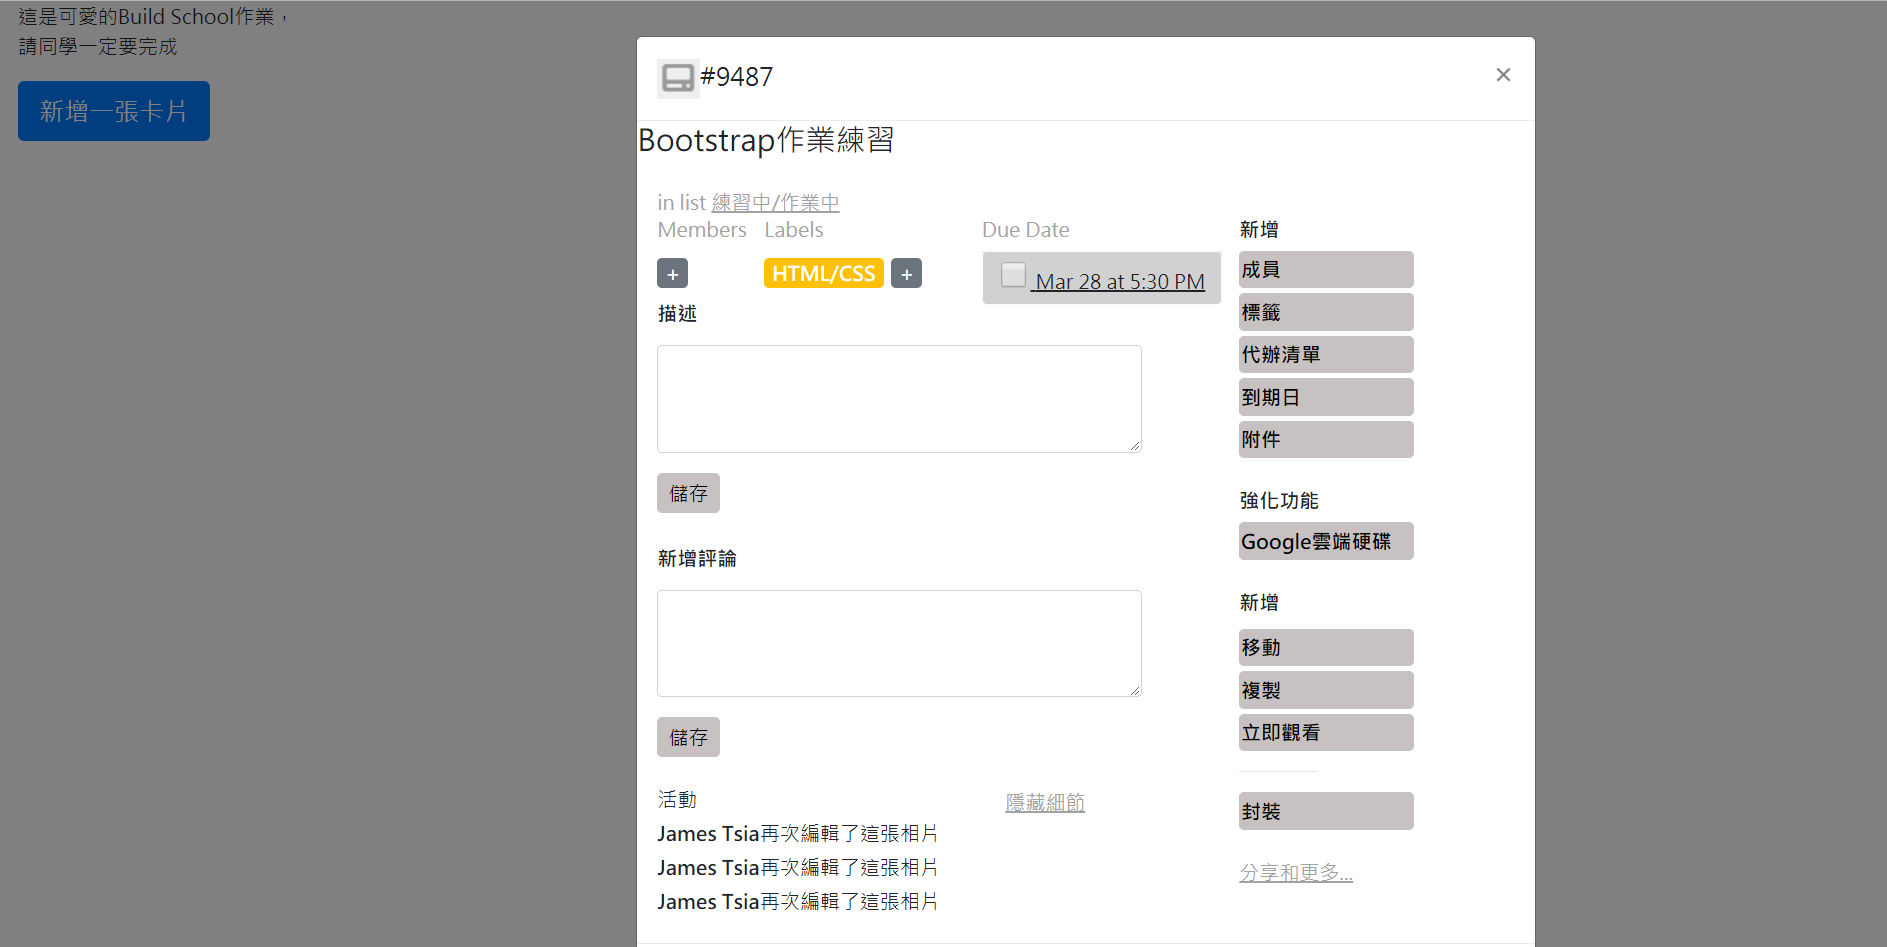 這是可愛的Build School作業，
請同學一定要完成
新增一張卡片
#9487
×
Bootstrap作業練習
in list 練習中/作業中
Members
Labels
Due Date
+
HTML/CSS
+
Mar 28 at 5:30 PM
描述
儲存
新增評論
儲存
活動
隱藏細節
James Tsia再次編輯了這張相片
James Tsia再次編輯了這張相片
James Tsia再次編輯了這張相片
新增
成員
標籤
代辦清單
到期日
附件
強化功能
Google雲端硬碟
新增
移動
複製
立即觀看
封裝
分享和更多...